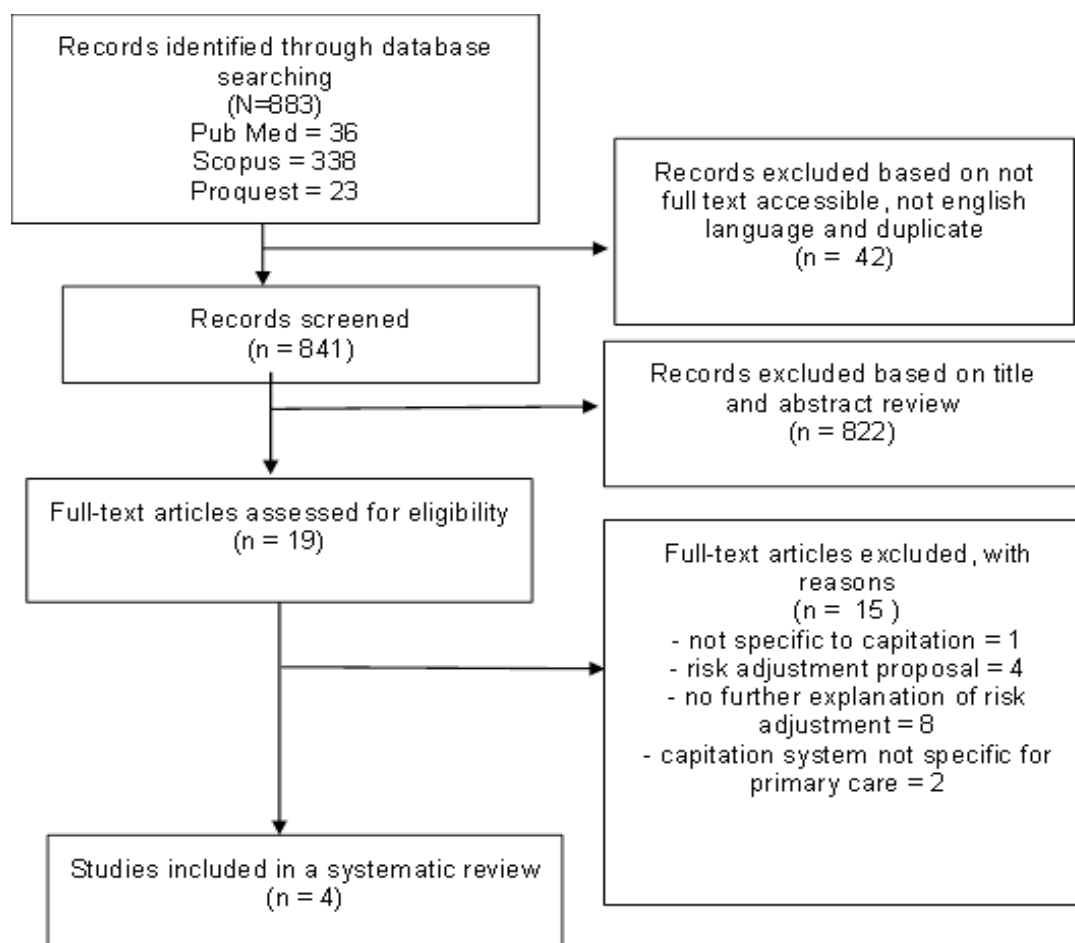 Records identified through database
searching
(N=883)
Pub Med = 36
Scopus = 338
Proquest = 23
Records excluded based on not
full text accessible, not english
language and duplicate
(n = 42)
Records screened
(n = 841)
Records excluded based on title
and abstract review
(n = 822)
Full-text articles assessed for eligibility
(n = 19)
Full-text articles excluded, with
reasons
(n = 15 )
- not specific to capitation = 1
- risk adjustment proposal = 4
- no further explanation of risk
adjustment = 8
- capitation system not specific for
primary care = 2
Studies included in a systematic review
(n = 4)